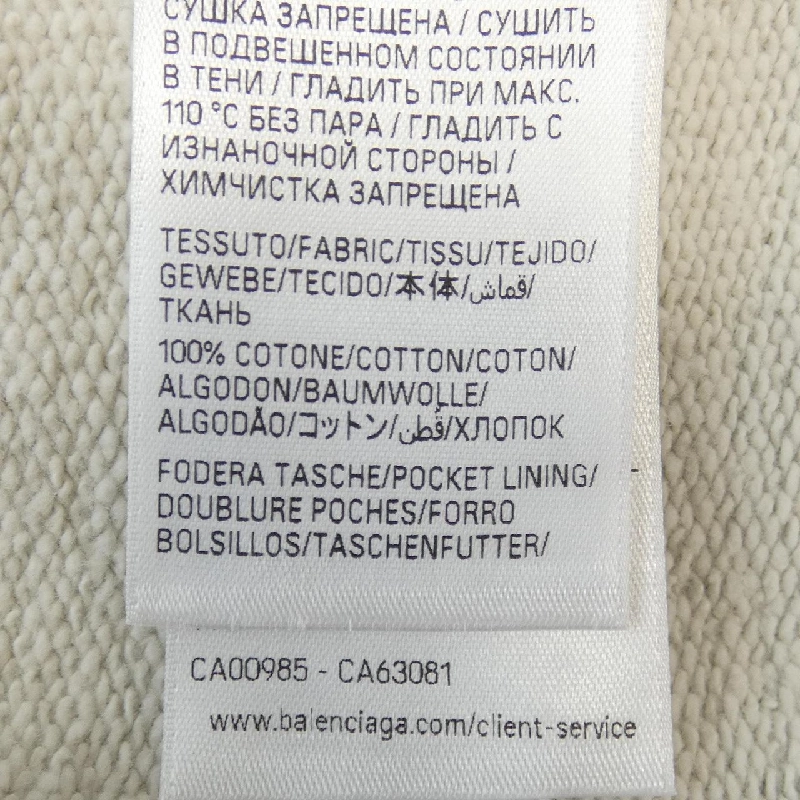 СУШКА ЗАПРЕЩЕНА / СУШИТЬ
В ПОДВЕШЕННОМ СОСТОЯНИИ
В ТЕНИ / ГЛАДИТЬ ПРИ МАКС.
110 °C БЕЗ ПАРА / ГЛАДИТЬ С
ИЗНАНОЧНОЙ СТОРОНЫ /
ХИМЧИСТКА ЗАПРЕЩЕНА
TESSUTO/FABRIC/TISSU/TEJIDO/
GEWEBE/TECIDO/本体/قماش/
ТКАНЬ
100% COTONE/COTTON/COTON/
ALGODON/BAUMWOLLE/
ALGODÃO/コットン/قُطن/ХЛОПОК
FODERA TASCHE/POCKET LINING/
DOUBLURE POCHES/FORRO
BOLSILLOS/TASCHENFUTTER/
CA00985 - CA63081
www.balenciaga.com/client-service